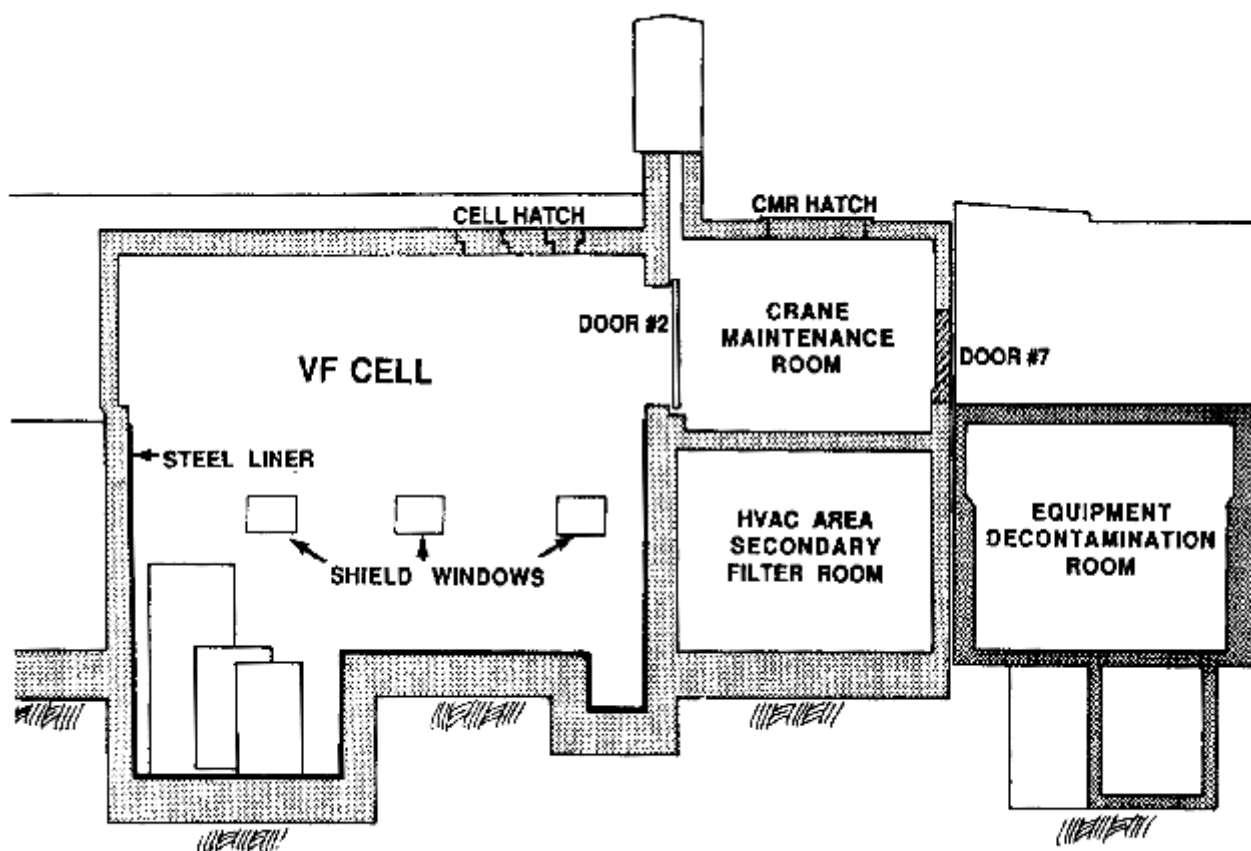 CELL HATCH
CMR HATCH
DOOR #2
CRANE
MAINTENANCE
ROOM
DOOR #7
VF CELL
STEEL LINER
SHIELD WINDOWS
HVAC AREA
SECONDARY
FILTER ROOM
EQUIPMENT
DECONTAMINATION
ROOM